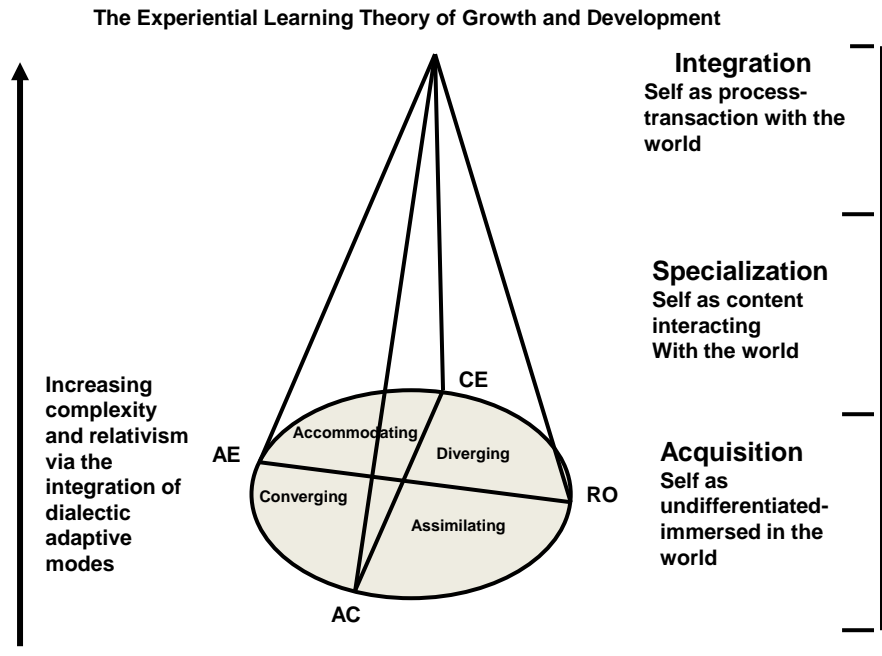 The Experiential Learning Theory of Growth and Development
Integration
Self as process-
transaction with the
world
Specialization
Self as content
interacting
With the world
Increasing
complexity
and relativism
via the
integration of
dialectic
adaptive
modes
CE
Accommodating
AE
Diverging
Converging
RO
Assimilating
AC
Acquisition
Self as
undifferentiated-
immersed in the
world